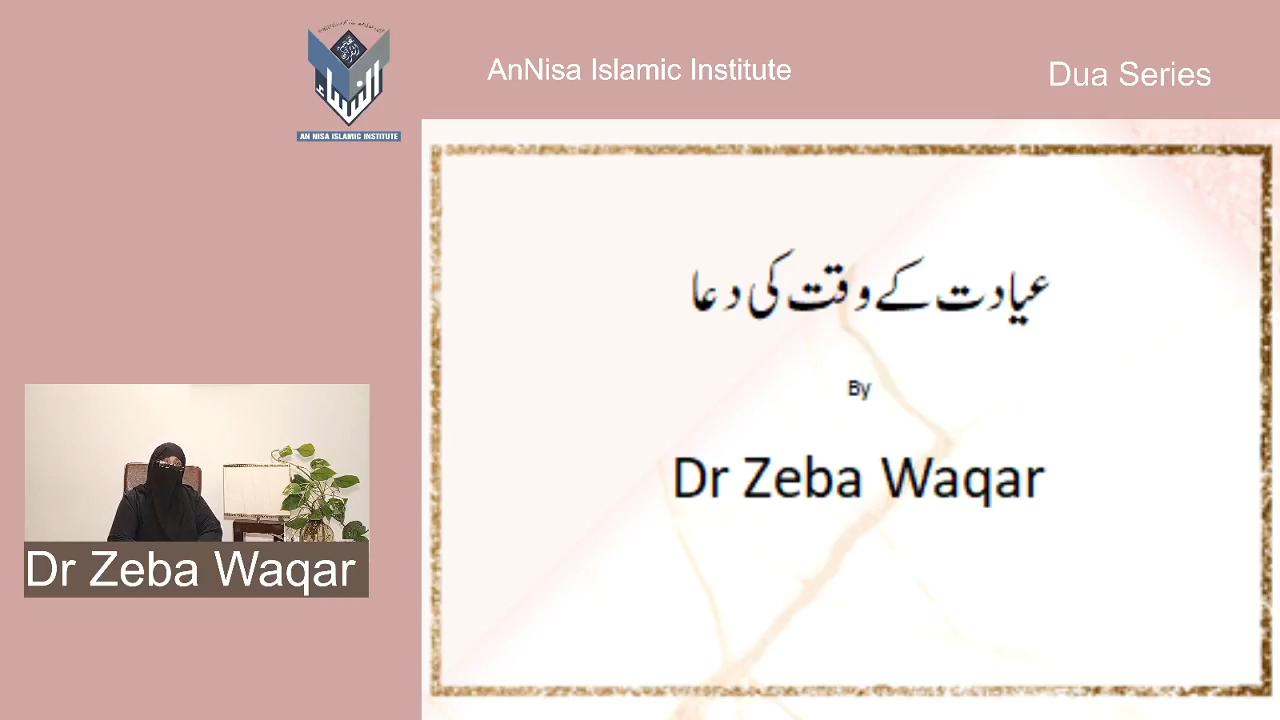 AnNisa Islamic Institute
Dua Series
النساء
AN NISA ISLAMIC INSTITUTE
عیادت کے وقت کی دعا
By
Dr Zeba Waqar
Dr Zeba Waqar